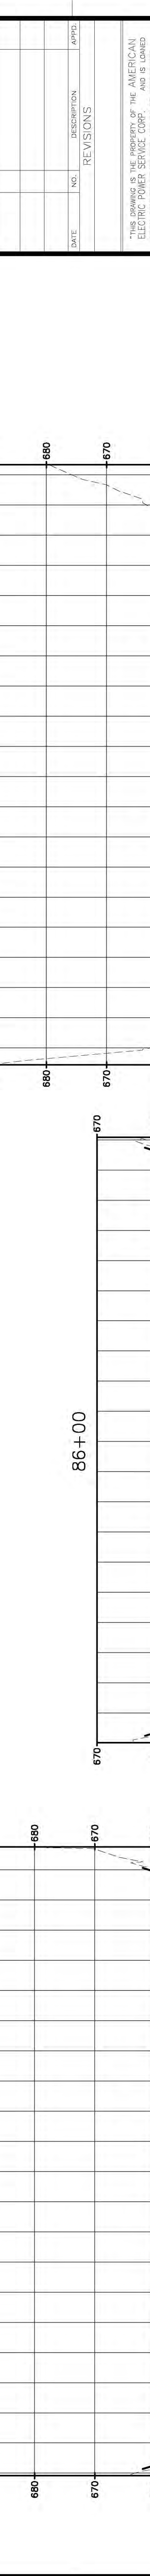 DATE NO. DESCRIPTION APPD.
REVISIONS
"THIS DRAWING IS THE PROPERTY OF THE AMERICAN
ELECTRIC POWER SERVICE CORP. AND IS LOANED
680
680
670
670
86+00
670
670
680
680
670
670